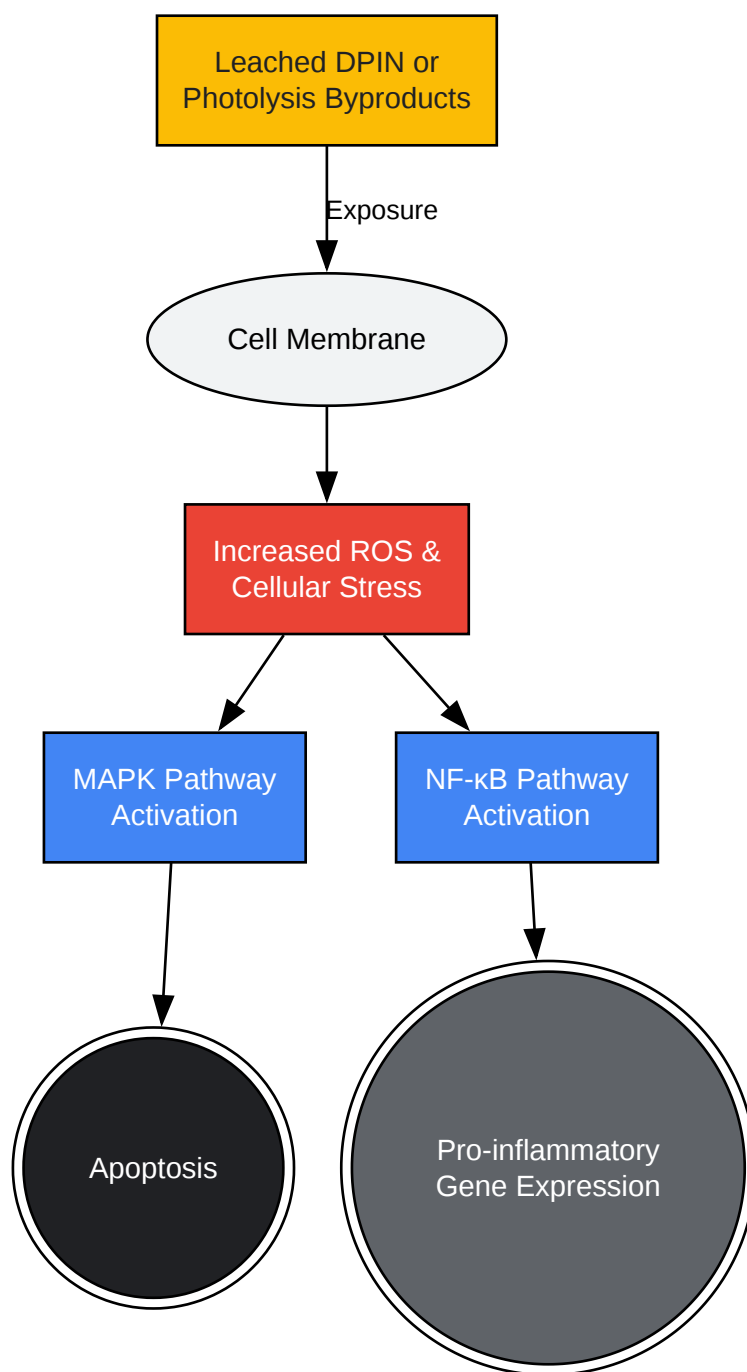 Leached DPIN or
Photolysis Byproducts
Exposure
Cell Membrane
Increased ROS &
Cellular Stress
MAPK Pathway
Activation
NF-κB Pathway
Activation
Apoptosis
Pro-inflammatory
Gene Expression